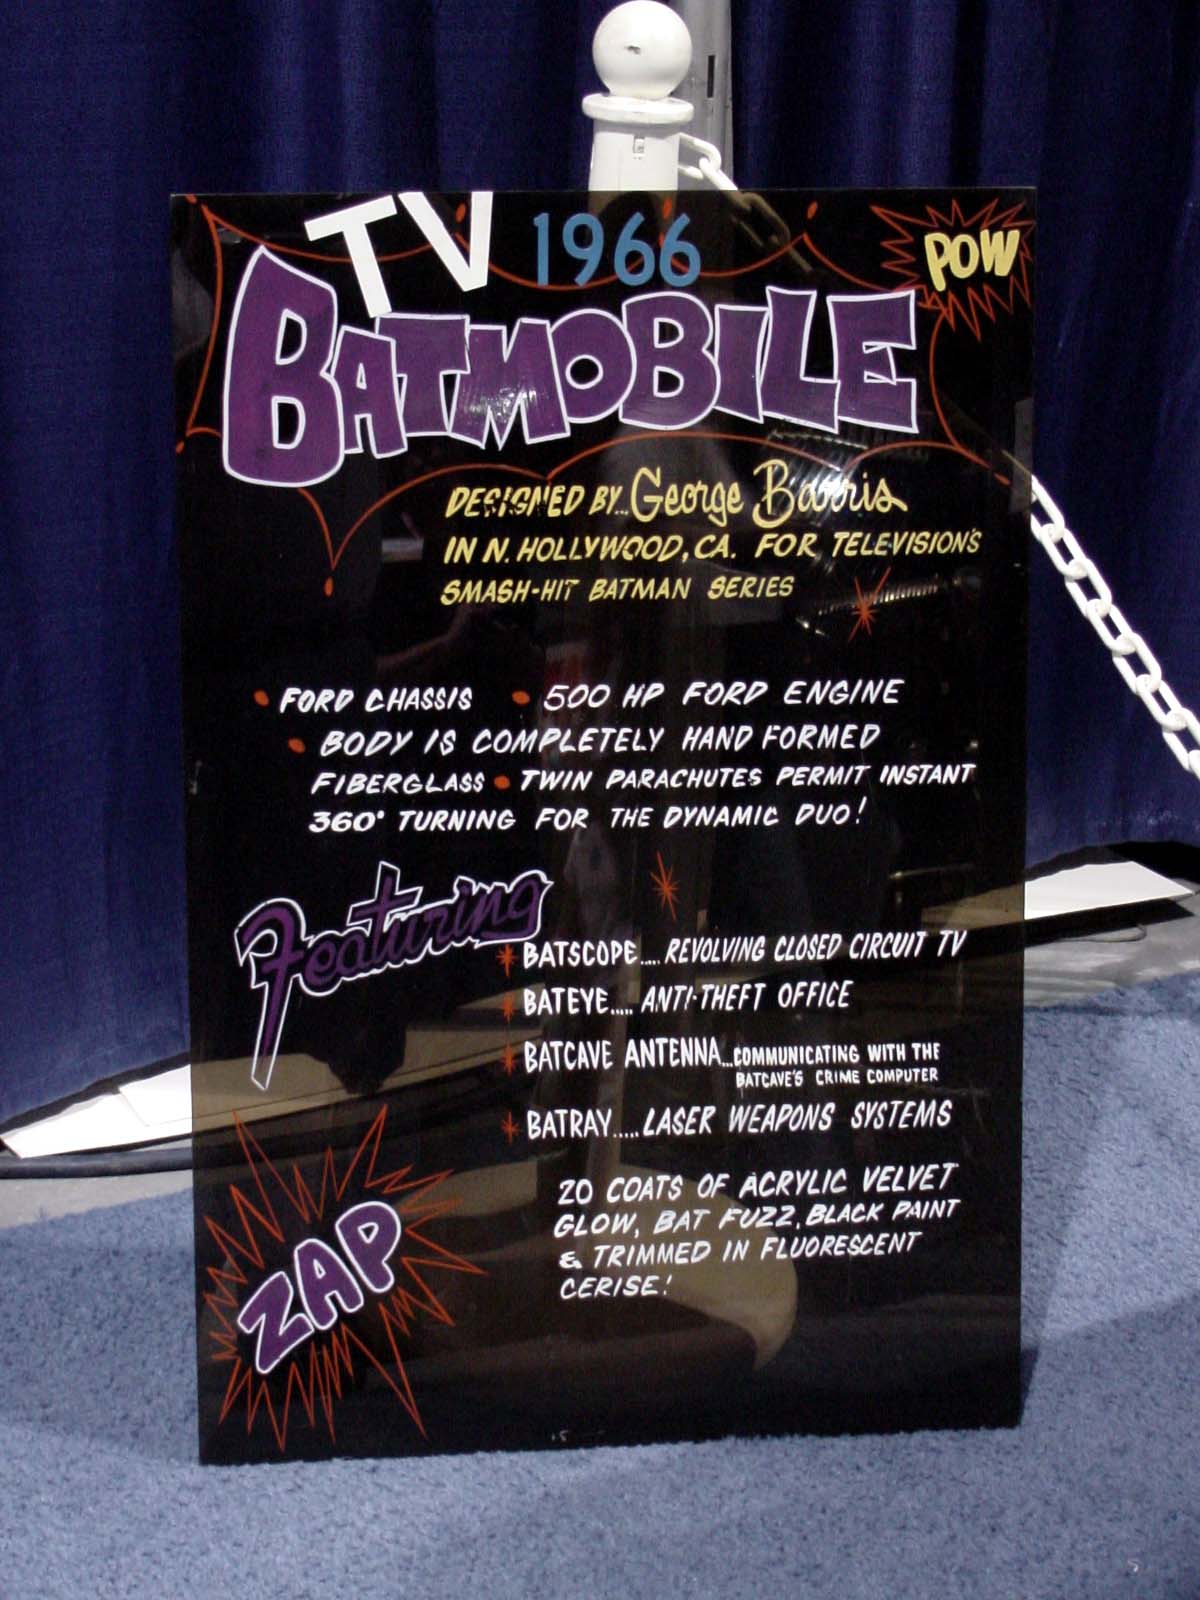 TV 1966
POW
BATMOBILE
DESIGNED BY... George Barris
IN N. HOLLYWOOD, CA. FOR TELEVISION'S
SMASH-HIT BATMAN SERIES
• FORD CHASSIS • 500 HP FORD ENGINE
• BODY IS COMPLETELY HAND FORMED
FIBERGLASS • TWIN PARACHUTES PERMIT INSTANT
360° TURNING FOR THE DYNAMIC DUO!
Featuring
BATSCOPE..... REVOLVING CLOSED CIRCUIT TV
BATEYE..... ANTI-THEFT OFFICE
BATCAVE ANTENNA...COMMUNICATING WITH THE
BATCAVE'S CRIME COMPUTER
BATRAY..... LASER WEAPONS SYSTEMS
20 COATS OF ACRYLIC VELVET
GLOW, BAT FUZZ, BLACK PAINT
& TRIMMED IN FLUORESCENT
CERISE!
ZAP